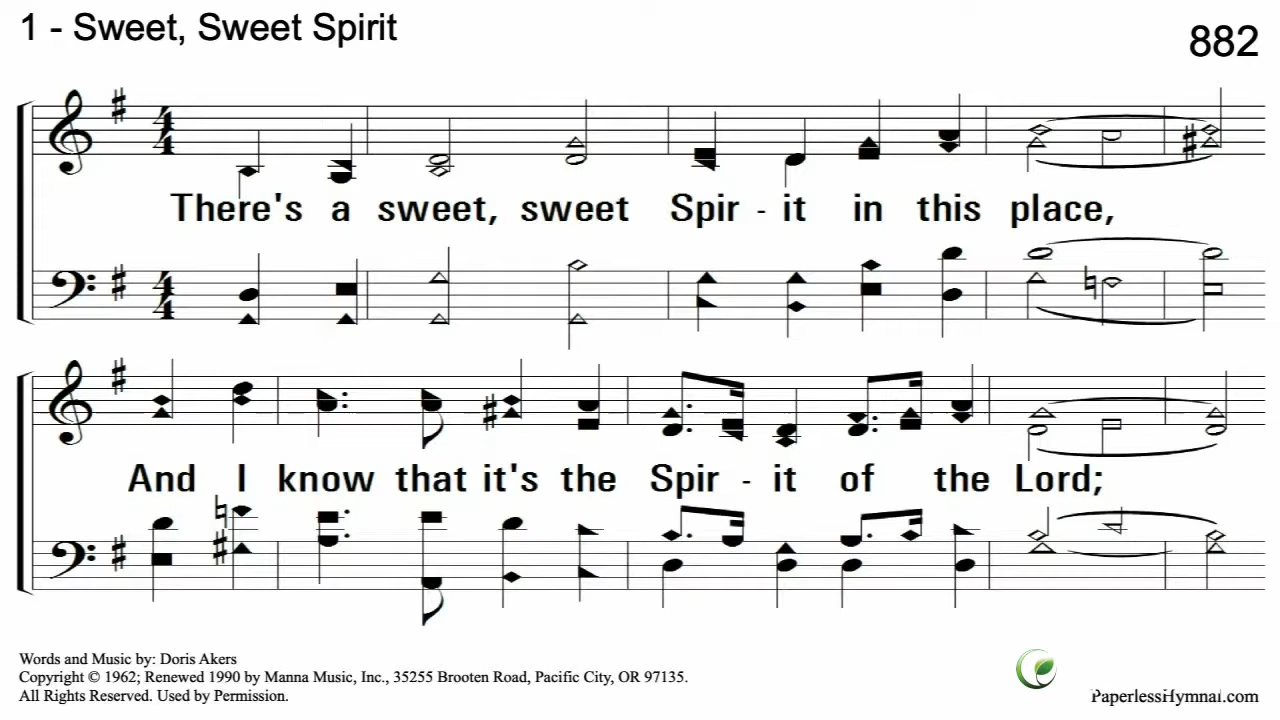 1 - Sweet, Sweet Spirit
882
There's a sweet, sweet Spir - it in this place,
And I know that it's the Spir - it of the Lord;
Words and Music by: Doris Akers
Copyright © 1962; Renewed 1990 by Manna Music, Inc., 35255 Brooten Road, Pacific City, OR 97135.
All Rights Reserved. Used by Permission.
PaperlessHymnal.com